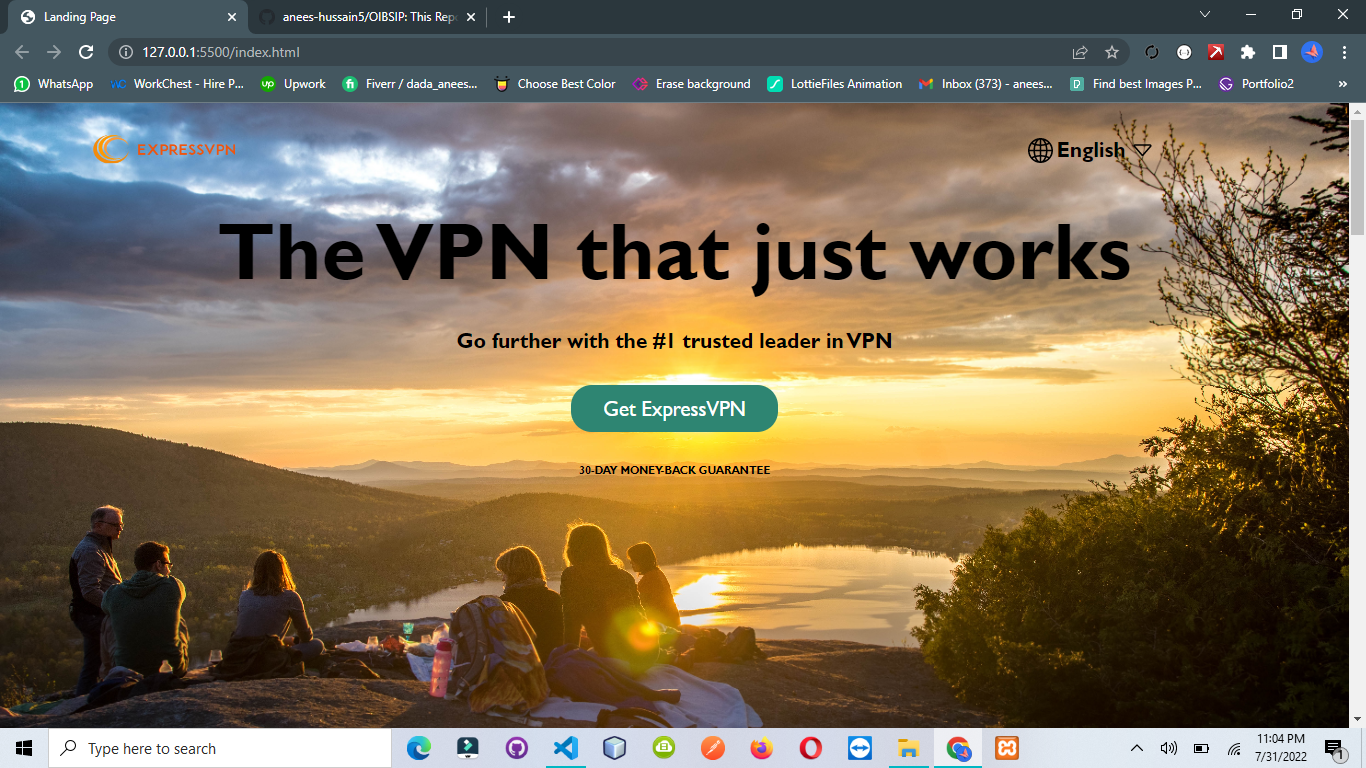 Landing Page
anees-hussain5/OIBSIP: This Repo
127.0.0.1:5500/index.html
WhatsApp
WorkChest - Hire P...
Upwork
Fiverr / dada_anees...
Choose Best Color
Erase background
LottieFiles Animation
Inbox (373) - anees...
Find best Images P...
Portfolio2
»
EXPRESSVPN
English
The VPN that just works
Go further with the #1 trusted leader in VPN
Get ExpressVPN
30-DAY MONEY-BACK GUARANTEE
Type here to search
11:04 PM
7/31/2022
1